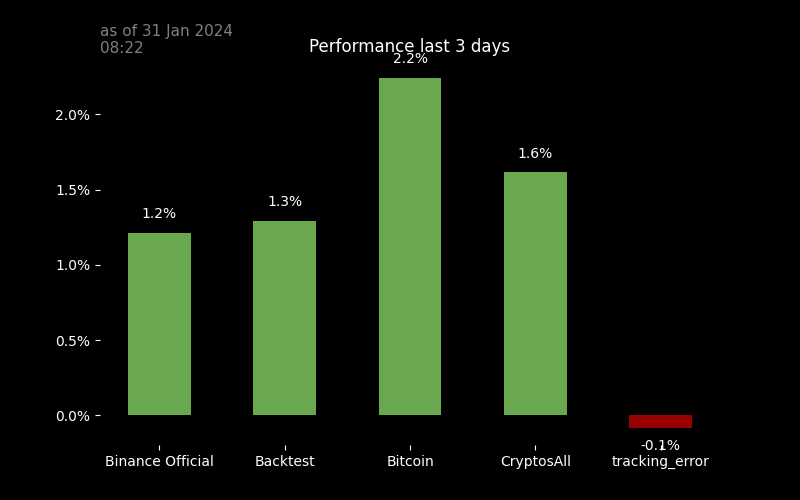 as of 31 Jan 2024
08:22
Performance last 3 days
2.2%
2.0%
1.6%
1.5%
1.2%
1.3%
1.0%
0.5%
0.0%
-0.1%
Binance Official
Backtest
Bitcoin
CryptosAll
tracking_error